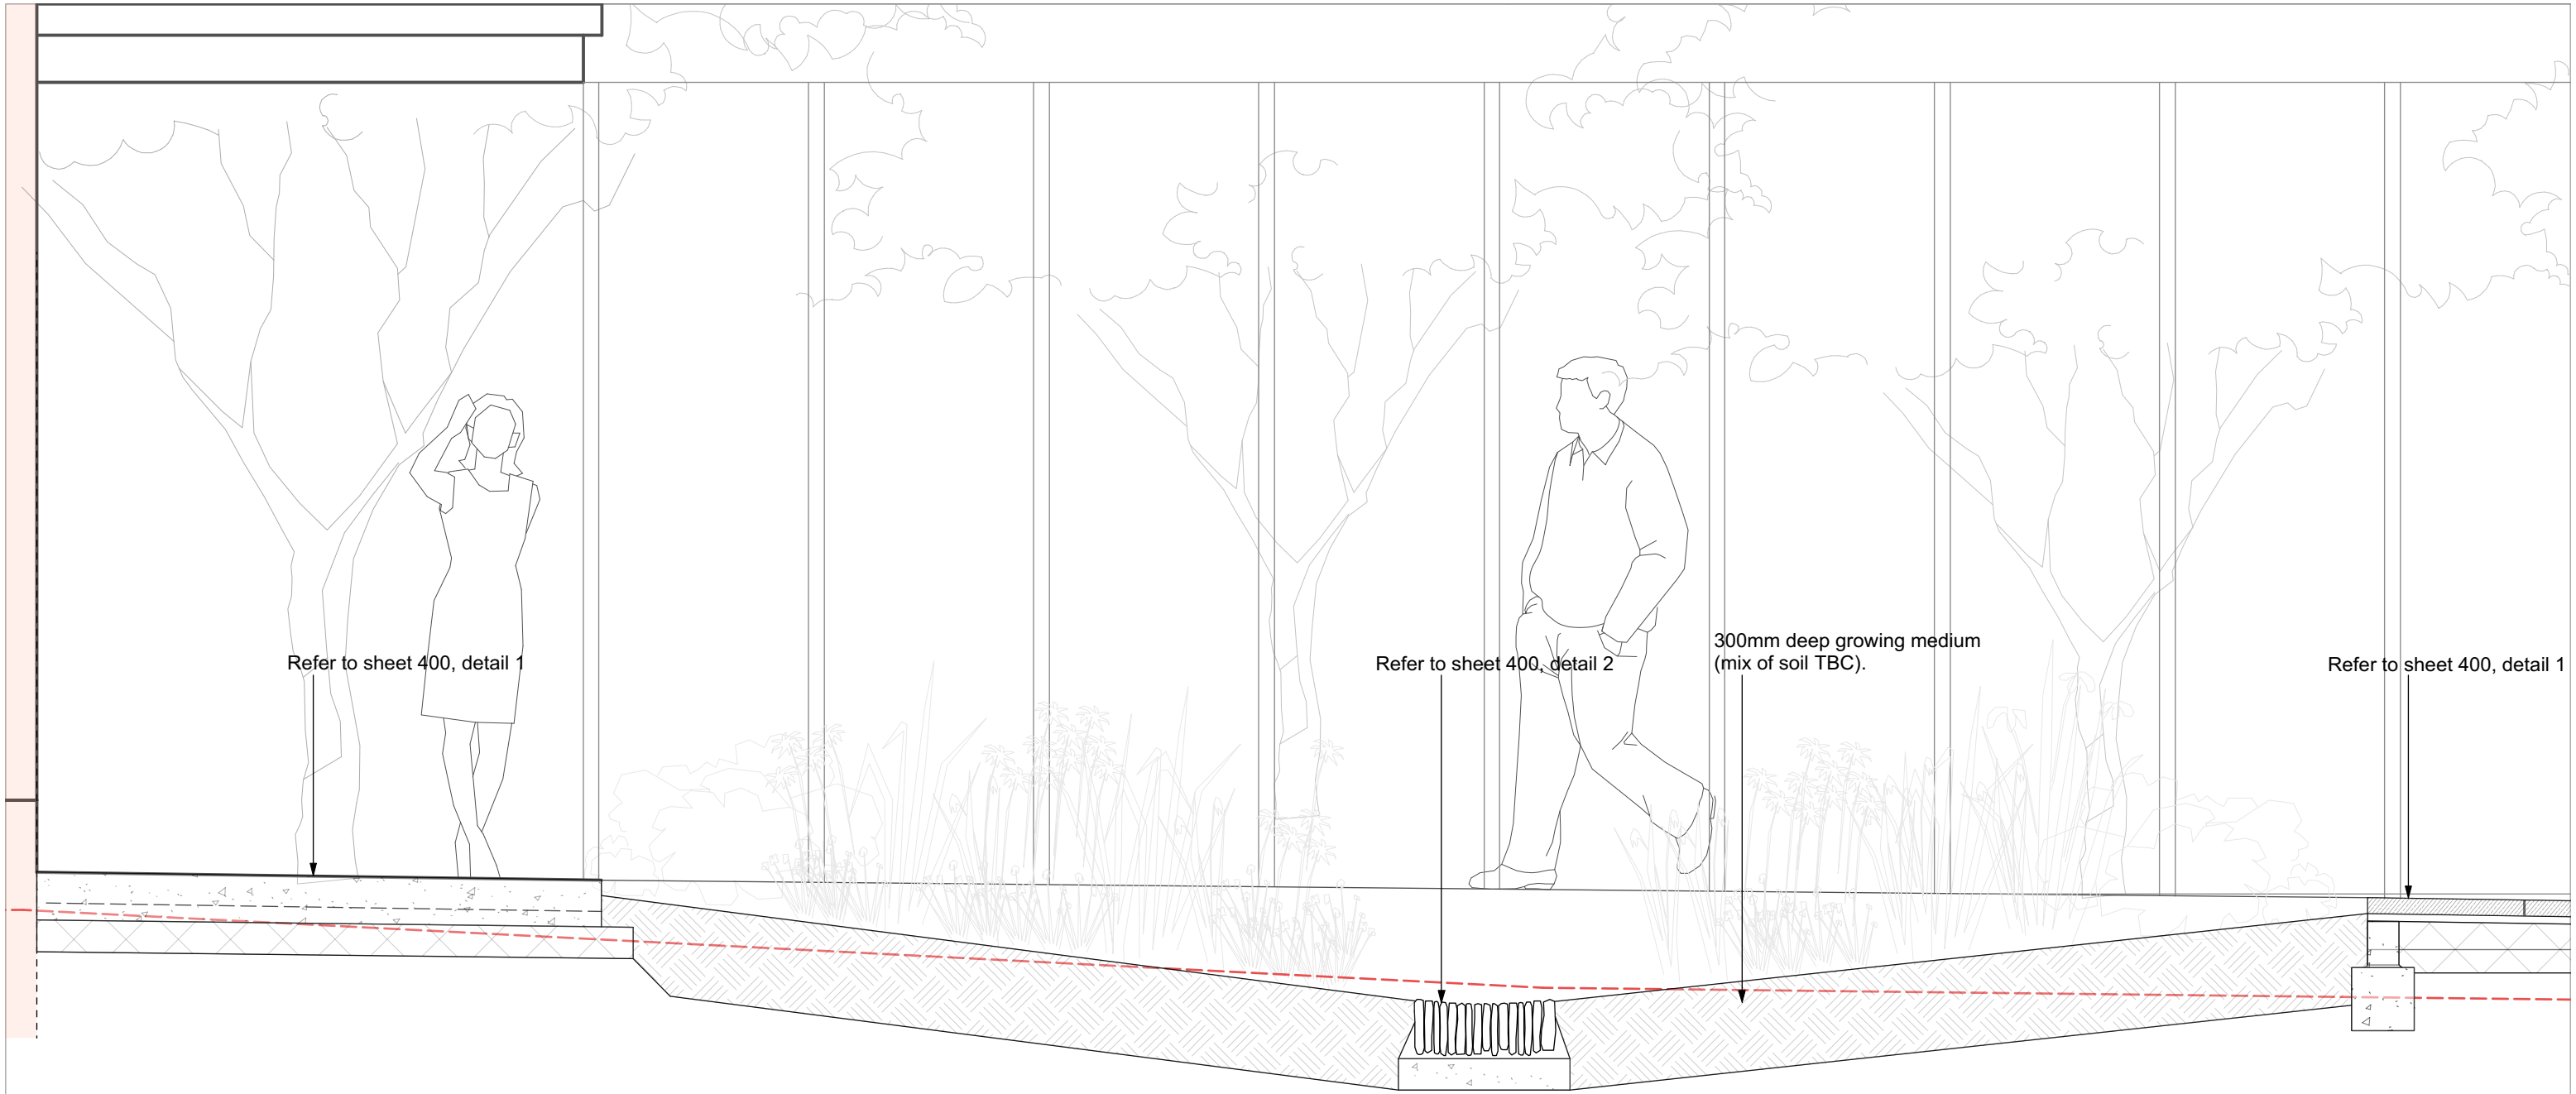 Refer to sheet 400, detail 1
Refer to sheet 400, detail 2
300mm deep growing medium
(mix of soil TBC).
Refer to sheet 400, detail 1